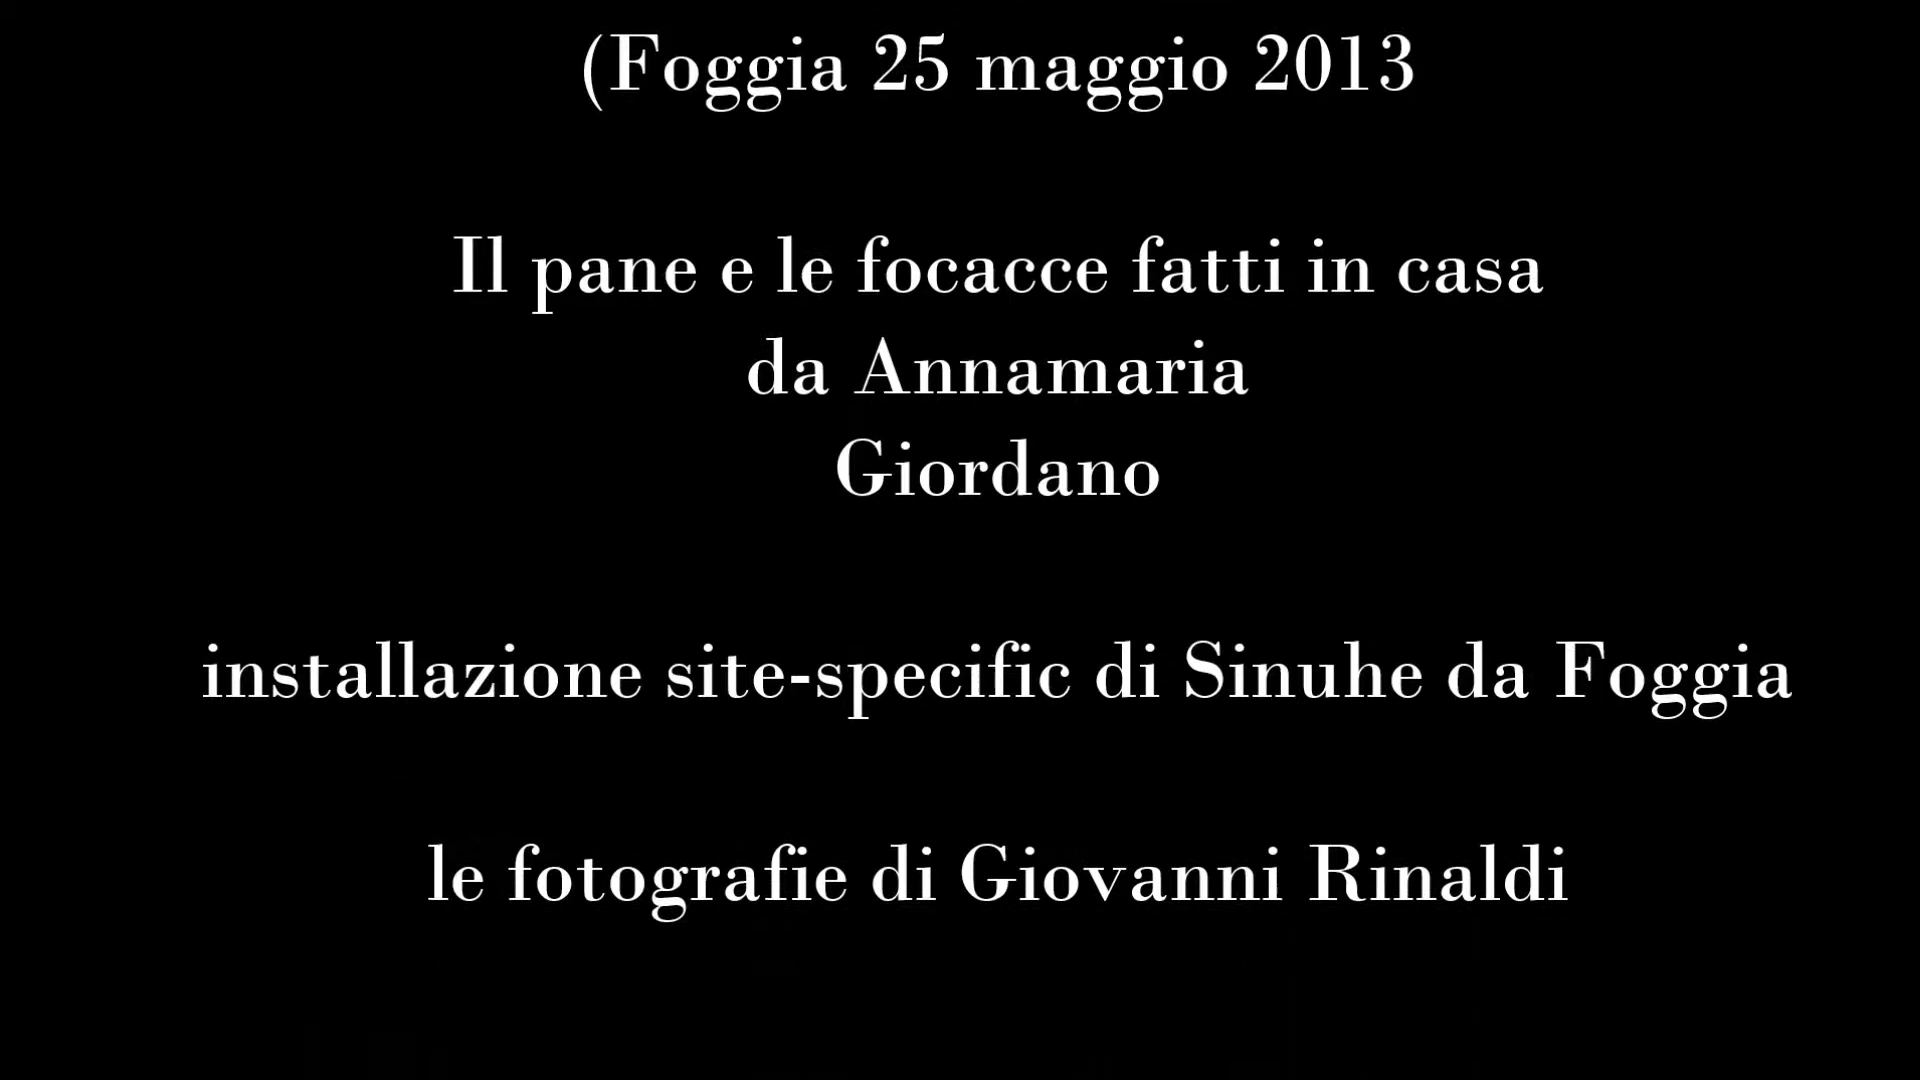 (Foggia 25 maggio 2013
Il pane e le focacce fatti in casa
da Annamaria
Giordano
installazione site-specific di Sinuhe da Foggia
le fotografie di Giovanni Rinaldi